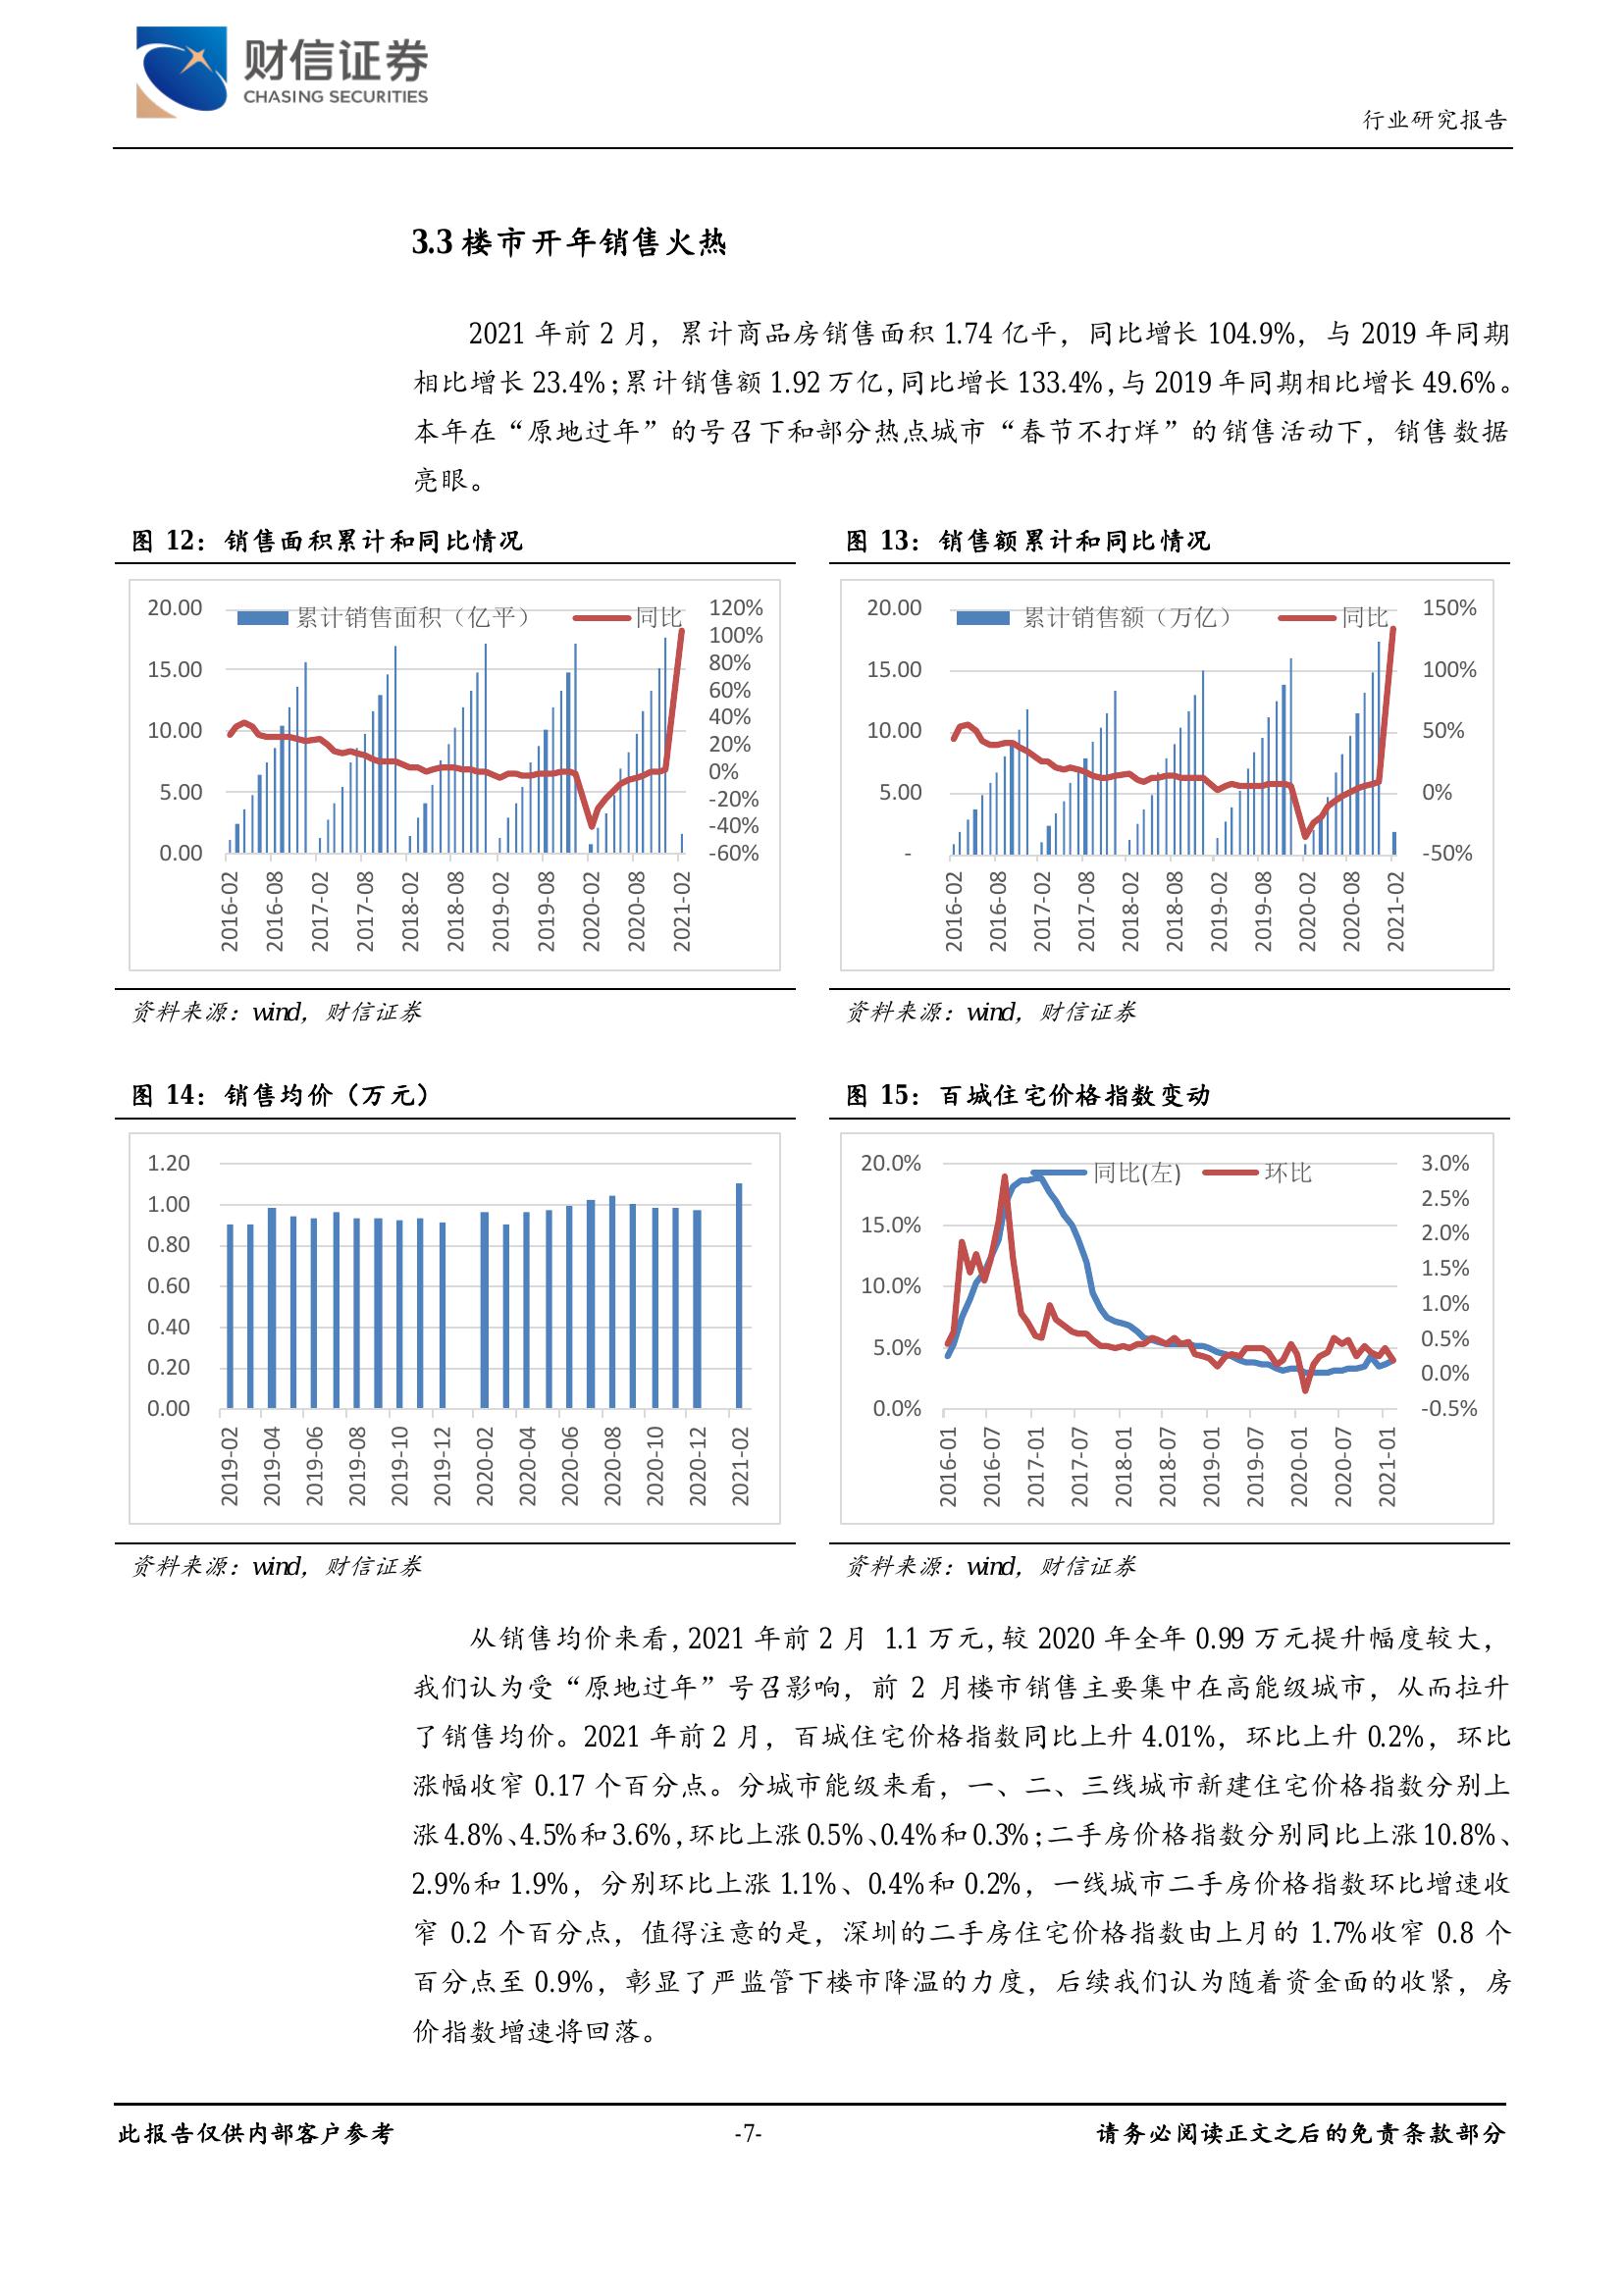 财信证券
CHASING SECURITIES
行业研究报告
3.3 楼市开年销售火热
2021 年前 2 月，累计商品房销售面积 1.74 亿平，同比增长 104.9%，与 2019 年同期
相比增长 23.4%；累计销售额 1.92 万亿，同比增长 133.4%，与 2019 年同期相比增长 49.6%。
本年在“原地过年”的号召下和部分热点城市“春节不打烊”的销售活动下，销售数据
亮眼。
图 12：销售面积累计和同比情况
20.00
15.00
10.00
5.00
0.00
累计销售面积（亿平）
同比
120%
100%
80%
60%
40%
20%
0%
-20%
-40%
-60%
2016-02
2016-08
2017-02
2017-08
2018-02
2018-08
2019-02
2019-08
2020-02
2020-08
2021-02
资料来源：wind，财信证券
图 13：销售额累计和同比情况
20.00
15.00
10.00
5.00
-
累计销售额（万亿）
同比
150%
100%
50%
0%
-50%
2016-02
2016-08
2017-02
2017-08
2018-02
2018-08
2019-02
2019-08
2020-02
2020-08
2021-02
资料来源：wind，财信证券
图 14：销售均价（万元）
1.20
1.00
0.80
0.60
0.40
0.20
0.00
2019-02
2019-04
2019-06
2019-08
2019-10
2019-12
2020-02
2020-04
2020-06
2020-08
2020-10
2020-12
2021-02
资料来源：wind，财信证券
图 15：百城住宅价格指数变动
20.0%
15.0%
10.0%
5.0%
0.0%
同比(左)
环比
3.0%
2.5%
2.0%
1.5%
1.0%
0.5%
0.0%
-0.5%
2016-01
2016-07
2017-01
2017-07
2018-01
2018-07
2019-01
2019-07
2020-01
2020-07
2021-01
资料来源：wind，财信证券
从销售均价来看，2021 年前 2 月 1.1 万元，较 2020 年全年 0.99 万元提升幅度较大，
我们认为受“原地过年”号召影响，前 2 月楼市销售主要集中在高能级城市，从而拉升
了销售均价。2021 年前 2 月，百城住宅价格指数同比上升 4.01%，环比上升 0.2%，环比
涨幅收窄 0.17 个百分点。分城市能级来看，一、二、三线城市新建住宅价格指数分别上
涨 4.8%、4.5%和 3.6%，环比上涨 0.5%、0.4%和 0.3%；二手房价格指数分别同比上涨 10.8%、
2.9%和 1.9%，分别环比上涨 1.1%、0.4%和 0.2%，一线城市二手房价格指数环比增速收
窄 0.2 个百分点，值得注意的是，深圳的二手房住宅价格指数由上月的 1.7%收窄 0.8 个
百分点至 0.9%，彰显了严监管下楼市降温的力度，后续我们认为随着资金面的收紧，房
价指数增速将回落。
此报告仅供内部客户参考
-7-
请务必阅读正文之后的免责条款部分